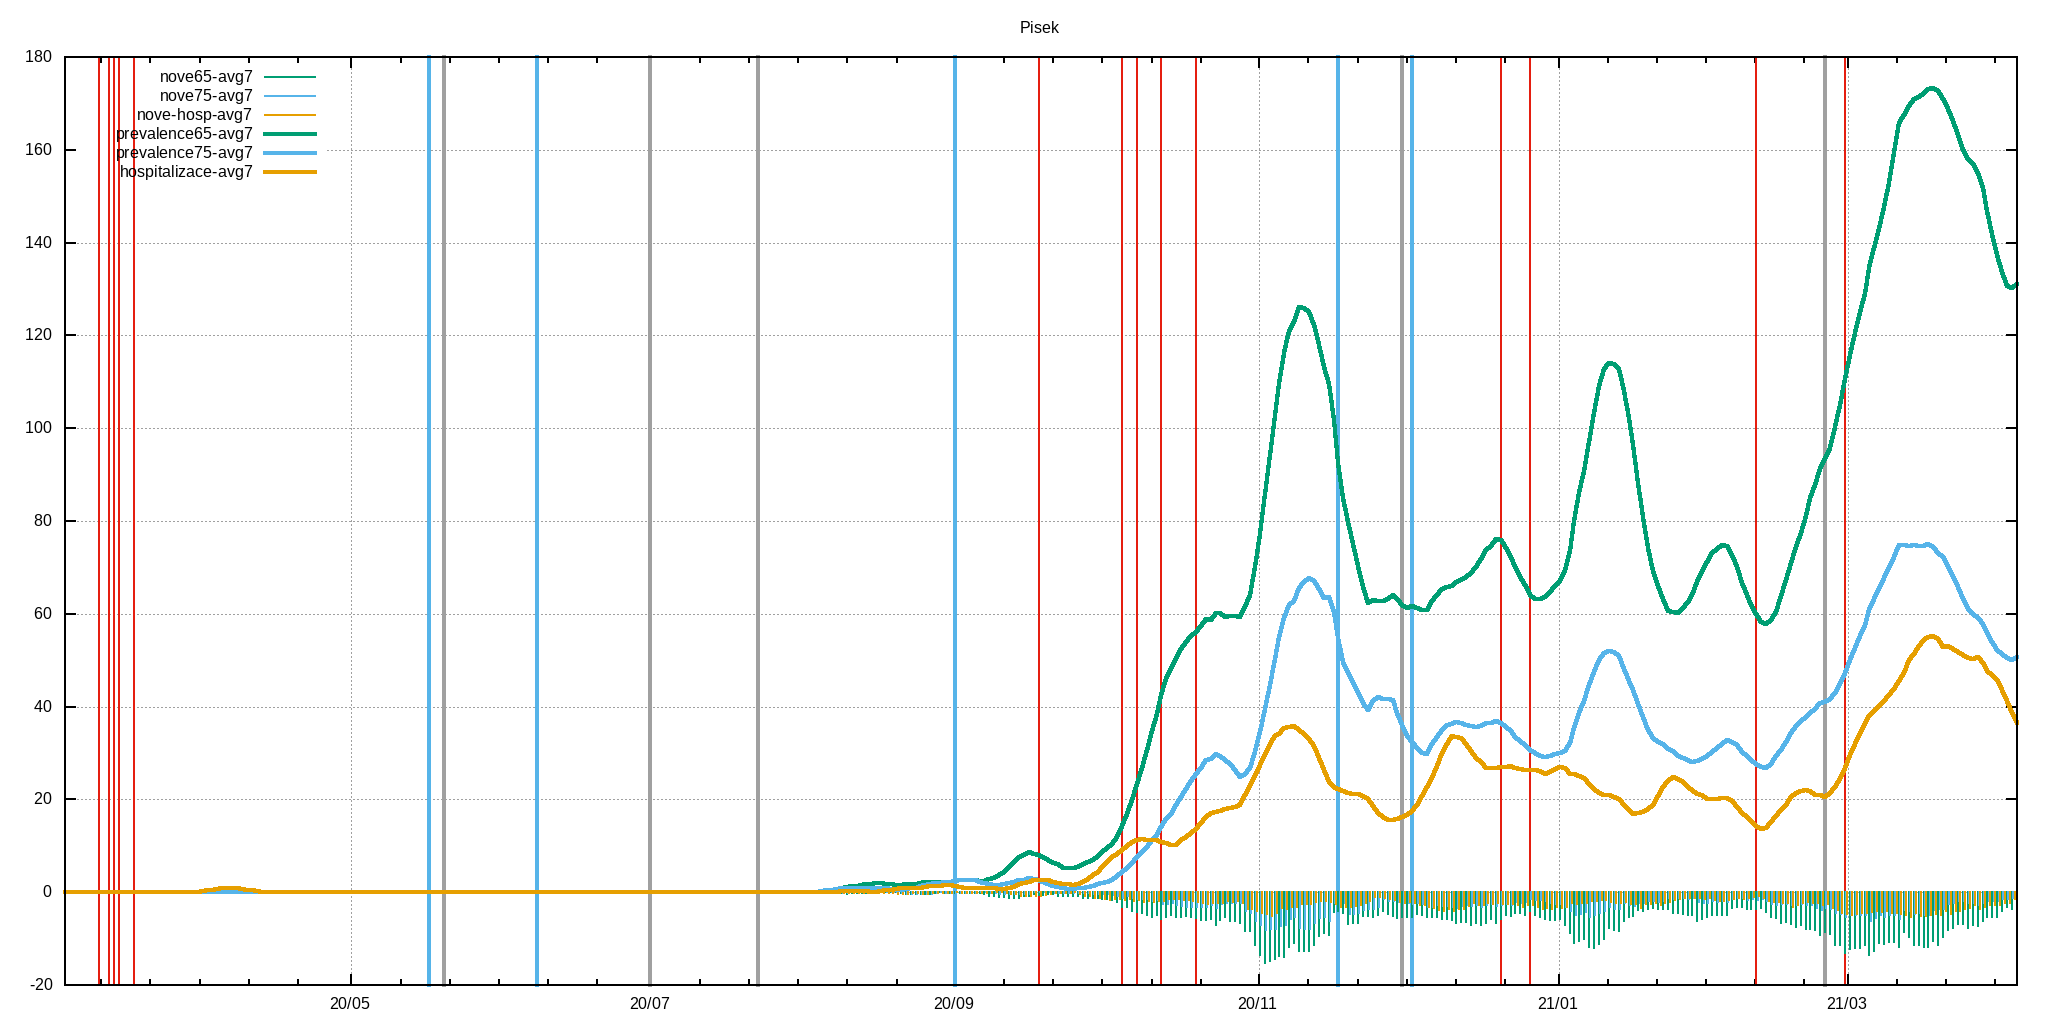 Pisek
180
160
140
120
100
80
60
40
20
0
-20
nove65-avg7
nove75-avg7
nove-hosp-avg7
prevalence65-avg7
prevalence75-avg7
hospitalizace-avg7
20/05 20/07 20/09 20/11 21/01 21/03